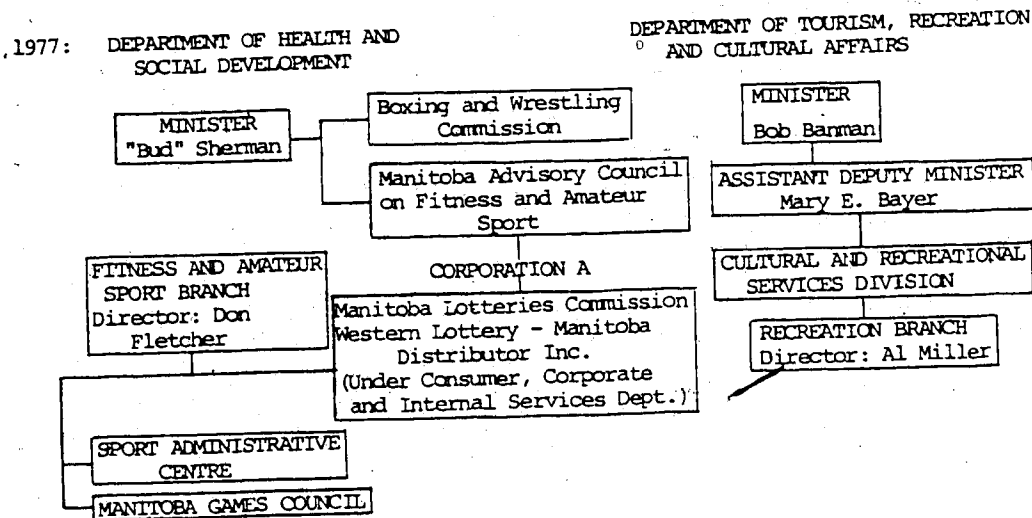 ,1977: DEPARTMENT OF HEALTH AND
SOCIAL DEVELOPMENT
MINISTER
"Bud" Sherman
Boxing and Wrestling
Commission
Manitoba Advisory Council
on Fitness and Amateur
Sport
FITNESS AND AMATEUR
SPORT BRANCH
Director: Don
Fletcher
CORPORATION A
Manitoba Lotteries Commission
Western Lottery - Manitoba
Distributor Inc.
(Under Consumer, Corporate
and Internal Services Dept.)
SPORT ADMINISTRATIVE
CENTRE
MANITOBA GAMES COUNCIL
DEPARTMENT OF TOURISM, RECREATION
AND CULTURAL AFFAIRS
MINISTER
Bob Banman
ASSISTANT DEPUTY MINISTER
Mary E. Bayer
CULTURAL AND RECREATIONAL
SERVICES DIVISION
RECREATION BRANCH
Director: Al Miller